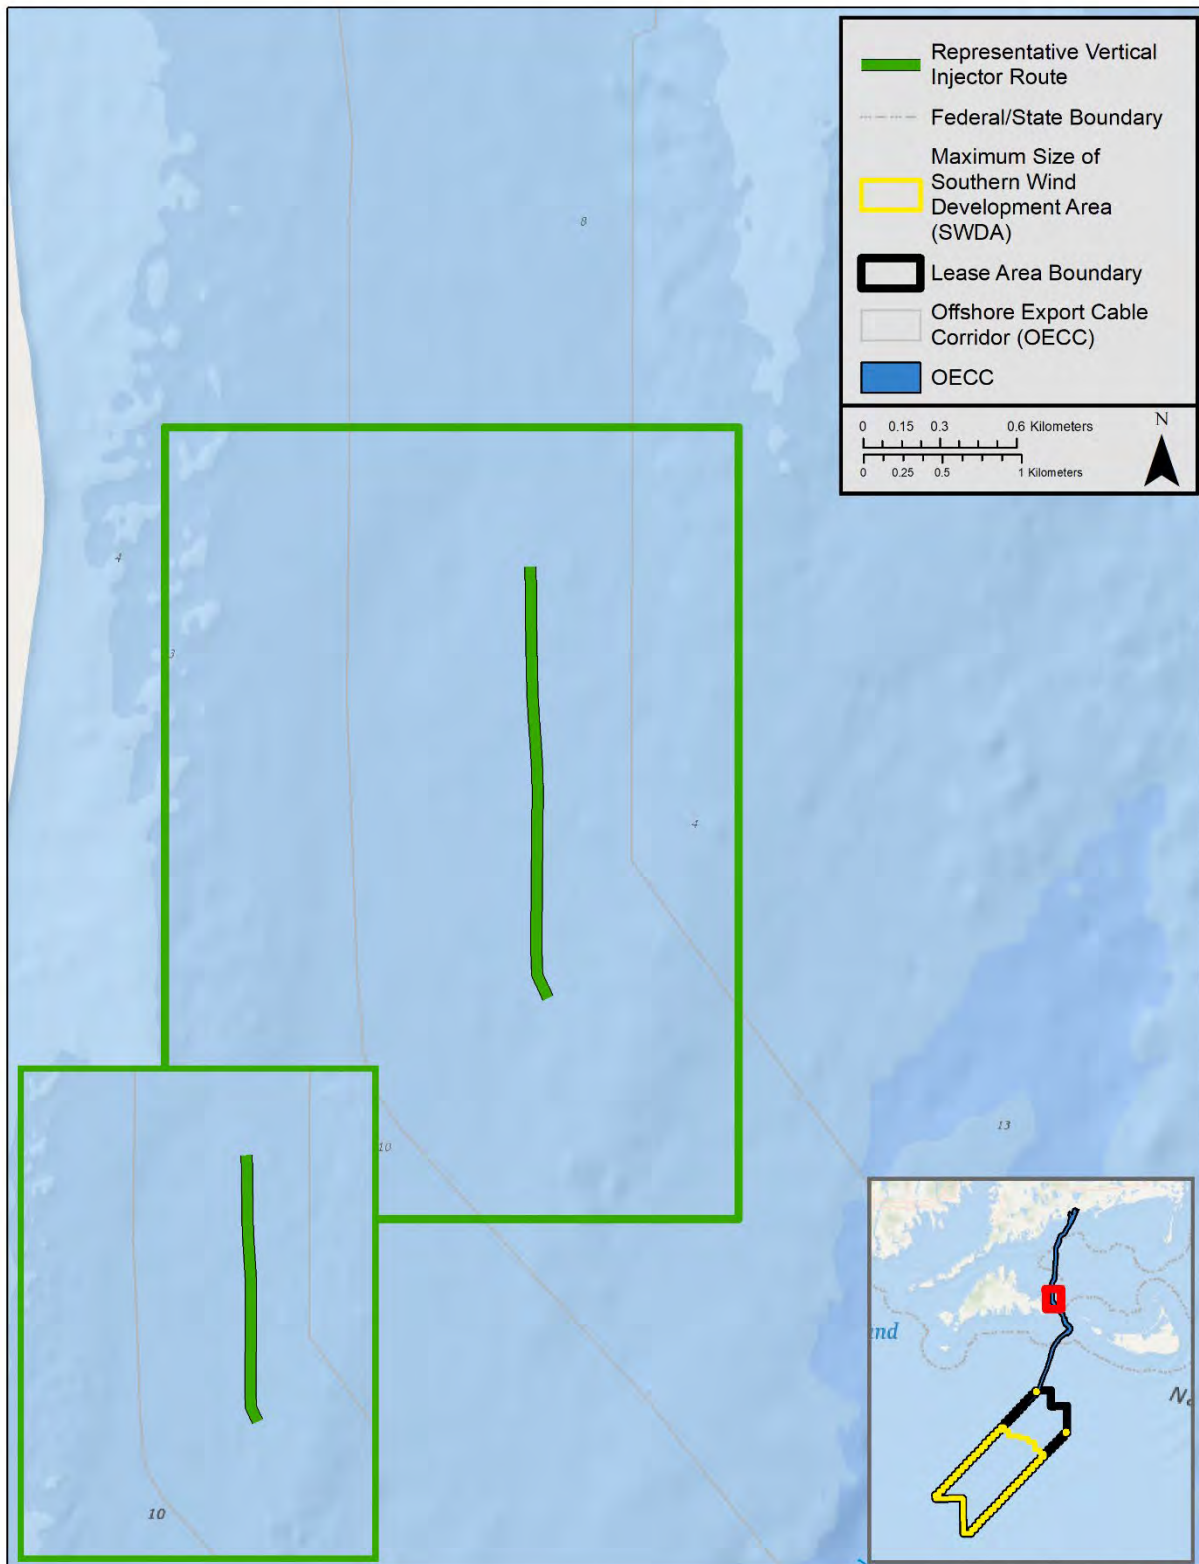 Representative Vertical
Injector Route
Federal/State Boundary
Maximum Size of
Southern Wind
Development Area
(SWDA)
Lease Area Boundary
Offshore Export Cable
Corridor (OECC)
OECC
0 0.15 0.3 0.6 Kilometers
0 0.25 0.5 1 Kilometers
N
8
4
3
4
10
13
10
and
Na